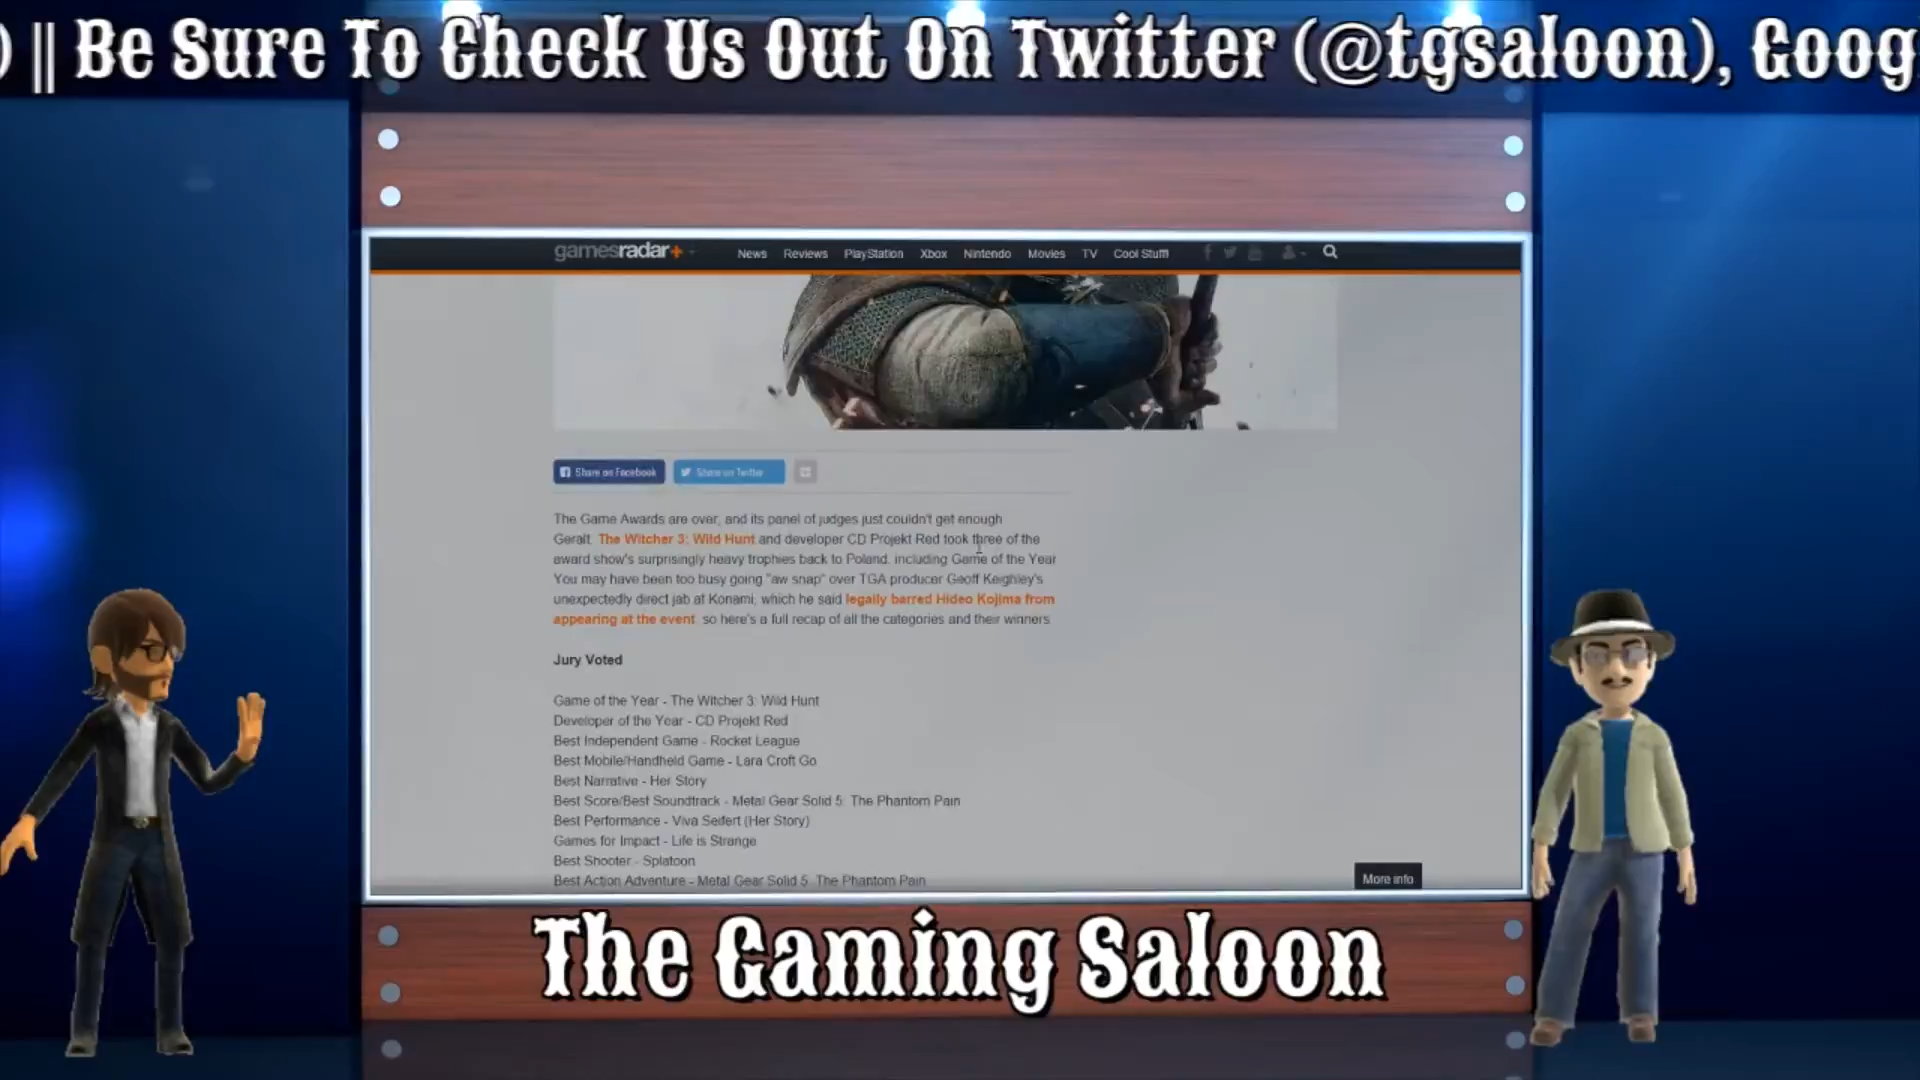 ) || Be Sure To Check Us Out On Twitter (@tgsaloon), Goog
gamesradar+ News Reviews PlayStation Xbox Nintendo Movies TV Cool Stuff!
Share on Facebook Share on Twitter
The Game Awards are over, and its panel of judges just couldn't get enough
Geralt. The Witcher 3: Wild Hunt and developer CD Projekt Red took three of the
award show's surprisingly heavy trophies back to Poland, including Game of the Year
You may have been too busy going "aw snap" over TGA producer Geoff Keighley's
unexpectedly direct jab at Konami, which he said legally barred Hideo Kojima from
appearing at the event, so here's a full recap of all the categories and their winners
Jury Voted
Game of the Year - The Witcher 3: Wild Hunt
Developer of the Year - CD Projekt Red
Best Independent Game - Rocket League
Best Mobile/Handheld Game - Lara Croft Go
Best Narrative - Her Story
Best Score/Best Soundtrack - Metal Gear Solid 5: The Phantom Pain
Best Performance - Viva Seifert (Her Story)
Games for Impact - Life is Strange
Best Shooter - Splatoon
Best Action Adventure - Metal Gear Solid 5: The Phantom Pain
More info
The Gaming Saloon